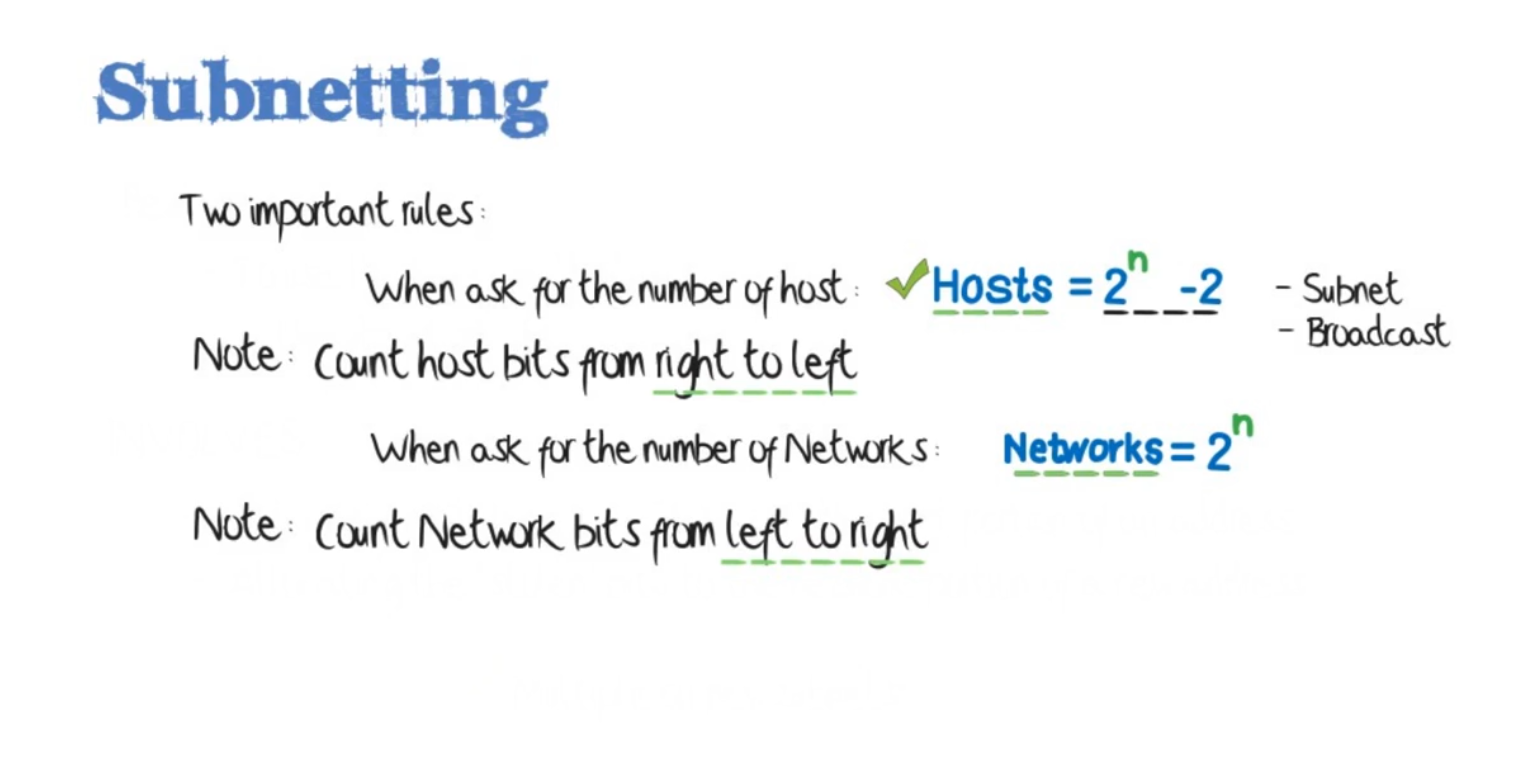 Subnetting
Two important rules:
When ask for the number of host: Hosts = 2ⁿ -2 - Subnet
- Broadcast
Note: Count host bits from right to left
When ask for the number of Networks: Networks = 2ⁿ
Note: Count Network bits from left to right